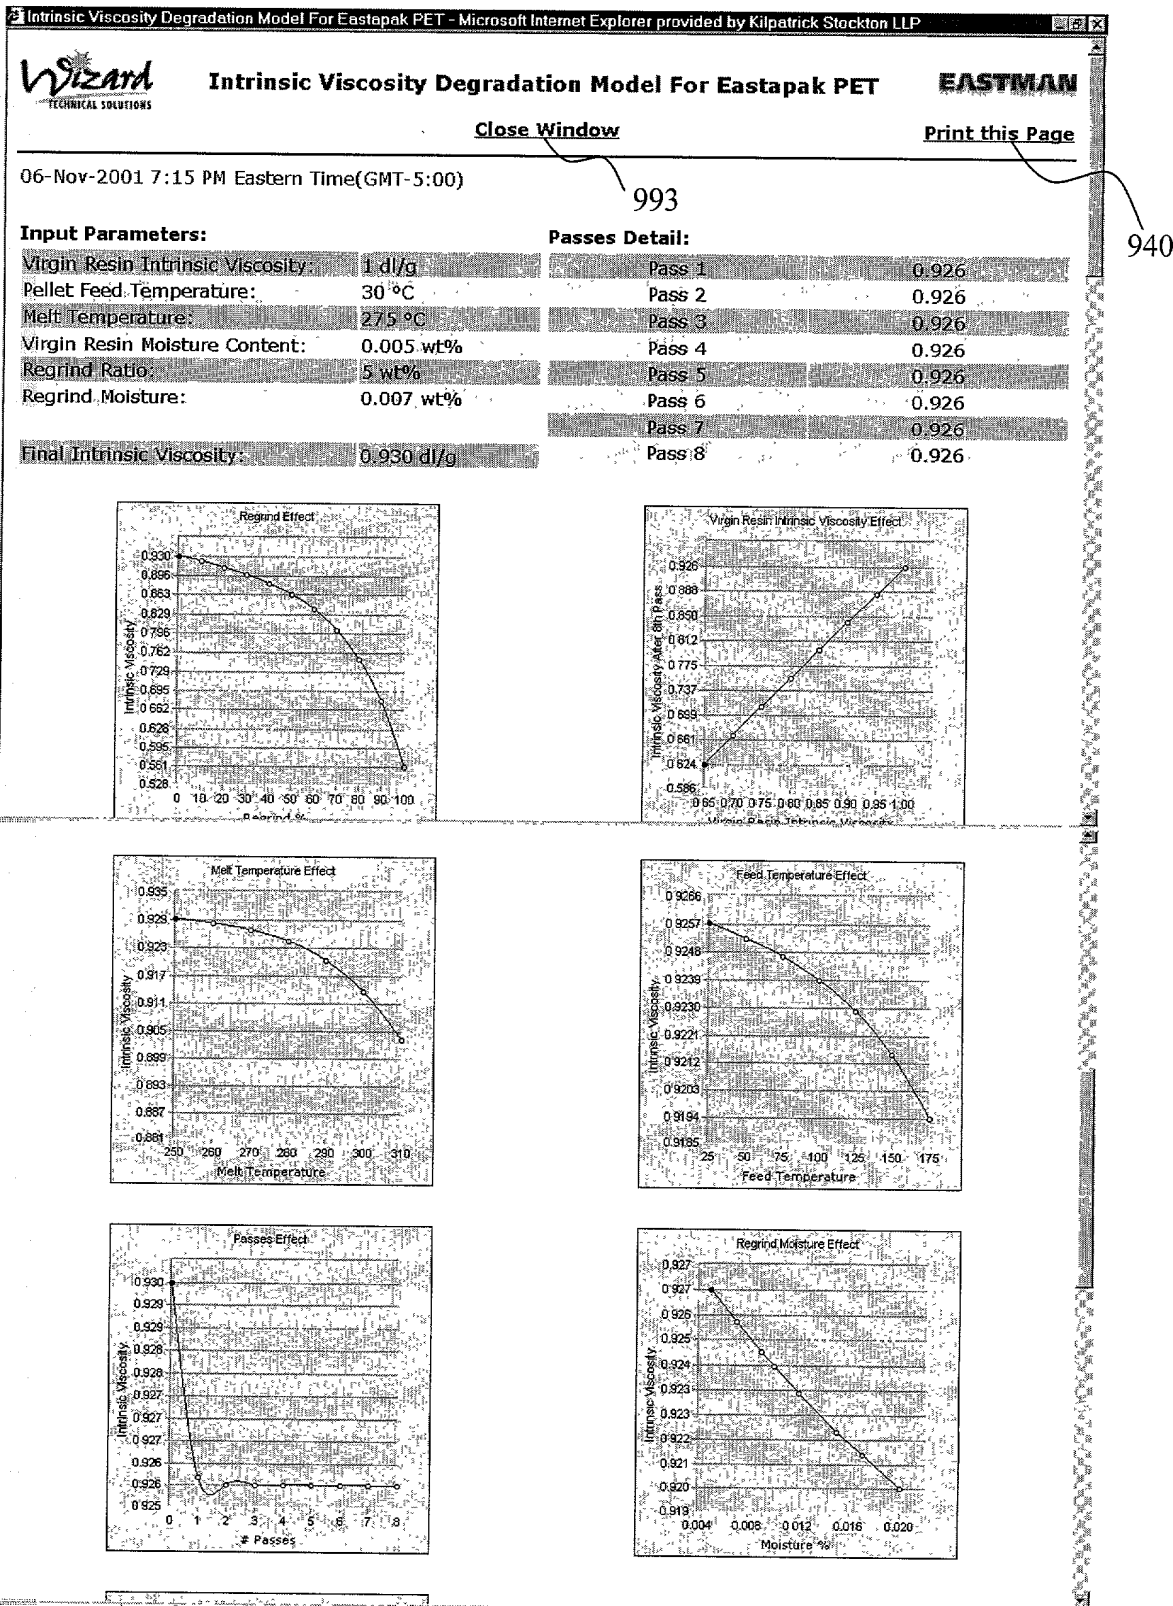 Intrinsic Viscosity Degradation Model For Eastapak PET - Microsoft Internet Explorer provided by Kilpatrick Stockton LLP
Wizard
TECHNICAL SOLUTIONS
Intrinsic Viscosity Degradation Model For Eastapak PET
EASTMAN
Close Window
Print this Page
06-Nov-2001 7:15 PM Eastern Time(GMT-5:00)
993
940
Input Parameters:
Virgin Resin Intrinsic Viscosity: 1 dl/g
Pellet Feed Temperature: 30 °C
Melt Temperature: 275 °C
Virgin Resin Moisture Content: 0.005 wt%
Regrind Ratio: 5 wt%
Regrind Moisture: 0.007 wt%
Final Intrinsic Viscosity: 0.930 dl/g
Passes Detail:
Pass 1 0.926
Pass 2 0.926
Pass 3 0.926
Pass 4 0.926
Pass 5 0.926
Pass 6 0.926
Pass 7 0.926
Pass 8 0.926
Regrind Effect
Intrinsic Viscosity
0.930
0.896
0.863
0.829
0.796
0.762
0.729
0.695
0.662
0.628
0.595
0.561
0.528
0 10 20 30 40 50 60 70 80 90 100
Regrind %
Virgin Resin Intrinsic Viscosity Effect
Intrinsic Viscosity After 8th Pass
0.926
0.888
0.850
0.812
0.775
0.737
0.699
0.661
0.624
0.586
0.65 0.70 0.75 0.80 0.85 0.90 0.95 1.00
Virgin Resin Intrinsic Viscosity
Melt Temperature Effect
Intrinsic Viscosity
0.935
0.929
0.923
0.917
0.911
0.905
0.899
0.893
0.887
0.881
250 260 270 280 290 300 310
Melt Temperature
Feed Temperature Effect
Intrinsic Viscosity
0.9266
0.9257
0.9248
0.9239
0.9230
0.9221
0.9212
0.9203
0.9194
0.9185
25 50 75 100 125 150 175
Feed Temperature
Passes Effect
Intrinsic Viscosity
0.930
0.929
0.929
0.928
0.928
0.927
0.927
0.927
0.926
0.926
0.925
0 1 2 3 4 5 6 7 8
# Passes
Regrind Moisture Effect
Intrinsic Viscosity
0.927
0.927
0.926
0.925
0.924
0.923
0.923
0.922
0.921
0.920
0.919
0.004 0.008 0.012 0.016 0.020
Moisture %